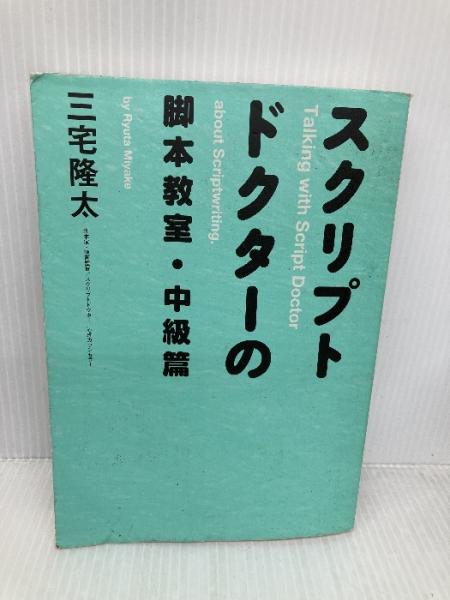 スクリプト
Talking with Script Doctor
ドクターの
about Scriptwriting.
脚本教室・中級篇
by Ryuta Miyake
三宅隆太